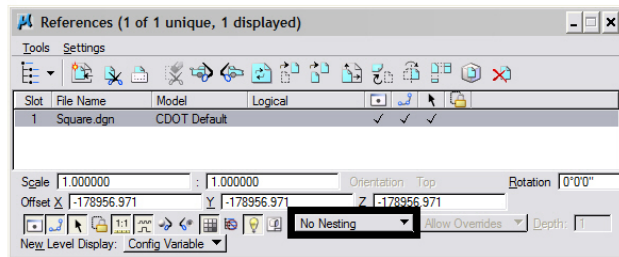 References (1 of 1 unique, 1 displayed)
Tools Settings
Slot File Name Model Logical
1 Square.dgn CDOT Default
Scale 1.000000 : 1.000000 Orientation Top Rotation 0°0'0"
Offset X -178956.971 Y -178956.971 Z -178956.971
1:1 No Nesting Allow Overrides Depth: 1
New Level Display: Config Variable